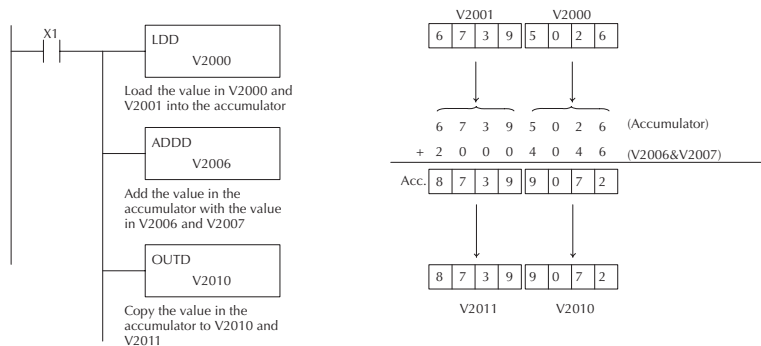 X1
LDD
V2000
Load the value in V2000 and
V2001 into the accumulator
ADDD
V2006
Add the value in the
accumulator with the value
in V2006 and V2007
OUTD
V2010
Copy the value in the
accumulator to V2010 and
V2011
V2001 V2000
6 7 3 9 5 0 2 6
6 7 3 9 5 0 2 6 (Accumulator)
+ 2 0 0 0 4 0 4 6 (V2006&V2007)
Acc. 8 7 3 9 9 0 7 2
8 7 3 9 9 0 7 2
V2011 V2010